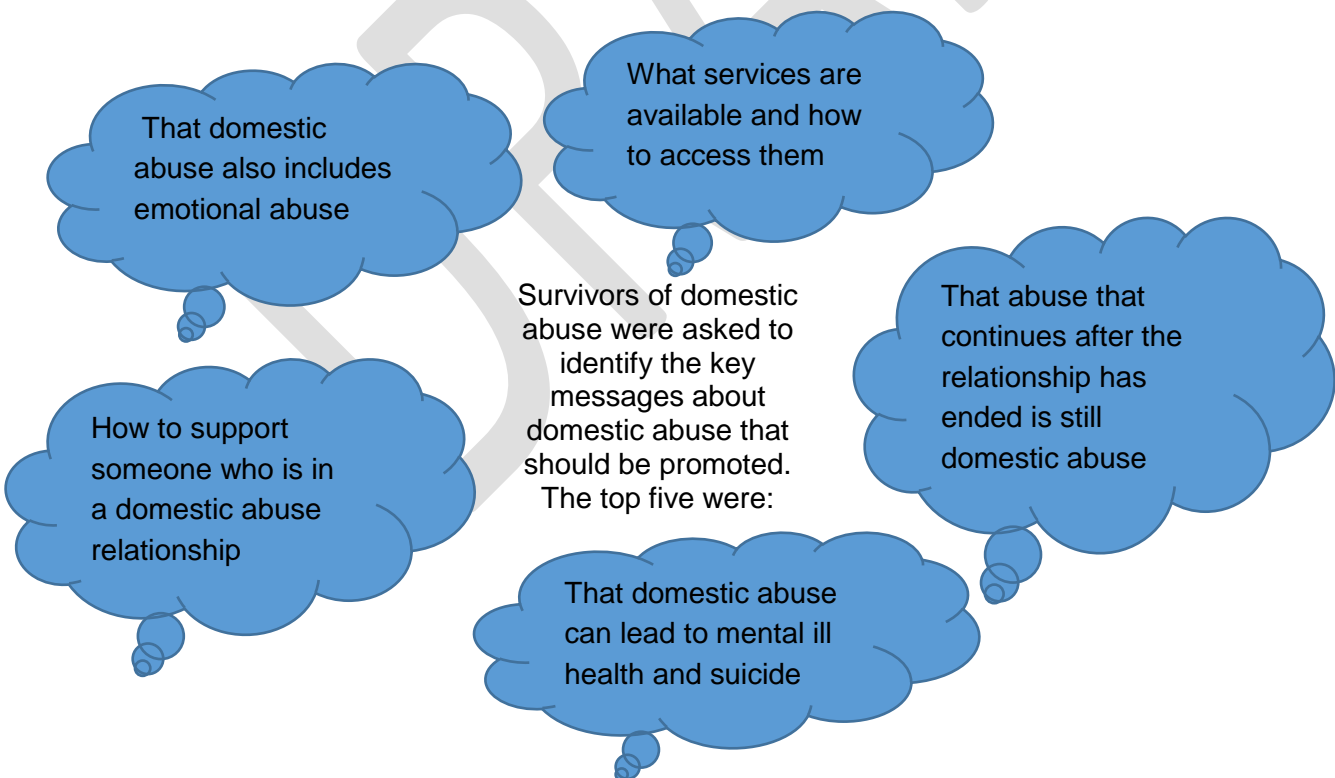 That domestic
abuse also includes
emotional abuse
What services are
available and how
to access them
Survivors of domestic
abuse were asked to
identify the key
messages about
domestic abuse that
should be promoted.
The top five were:
That abuse that
continues after the
relationship has
ended is still
domestic abuse
How to support
someone who is in
a domestic abuse
relationship
That domestic abuse
can lead to mental ill
health and suicide